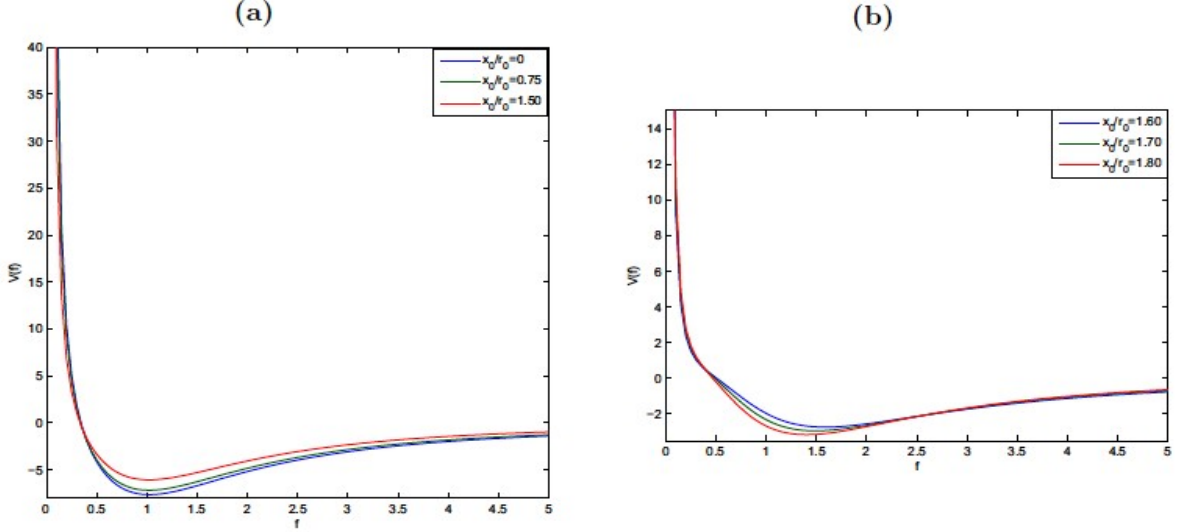 (a)
40
35
30
25
20
15
10
5
0
−5
V(f)
0 0.5 1 1.5 2 2.5 3 3.5 4 4.5 5
f
x₀/r₀=0
x₀/r₀=0.75
x₀/r₀=1.50
(b)
14
12
10
8
6
4
2
0
−2
V(f)
0 0.5 1 1.5 2 2.5 3 3.5 4 4.5 5
f
x₀/r₀=1.60
x₀/r₀=1.70
x₀/r₀=1.80